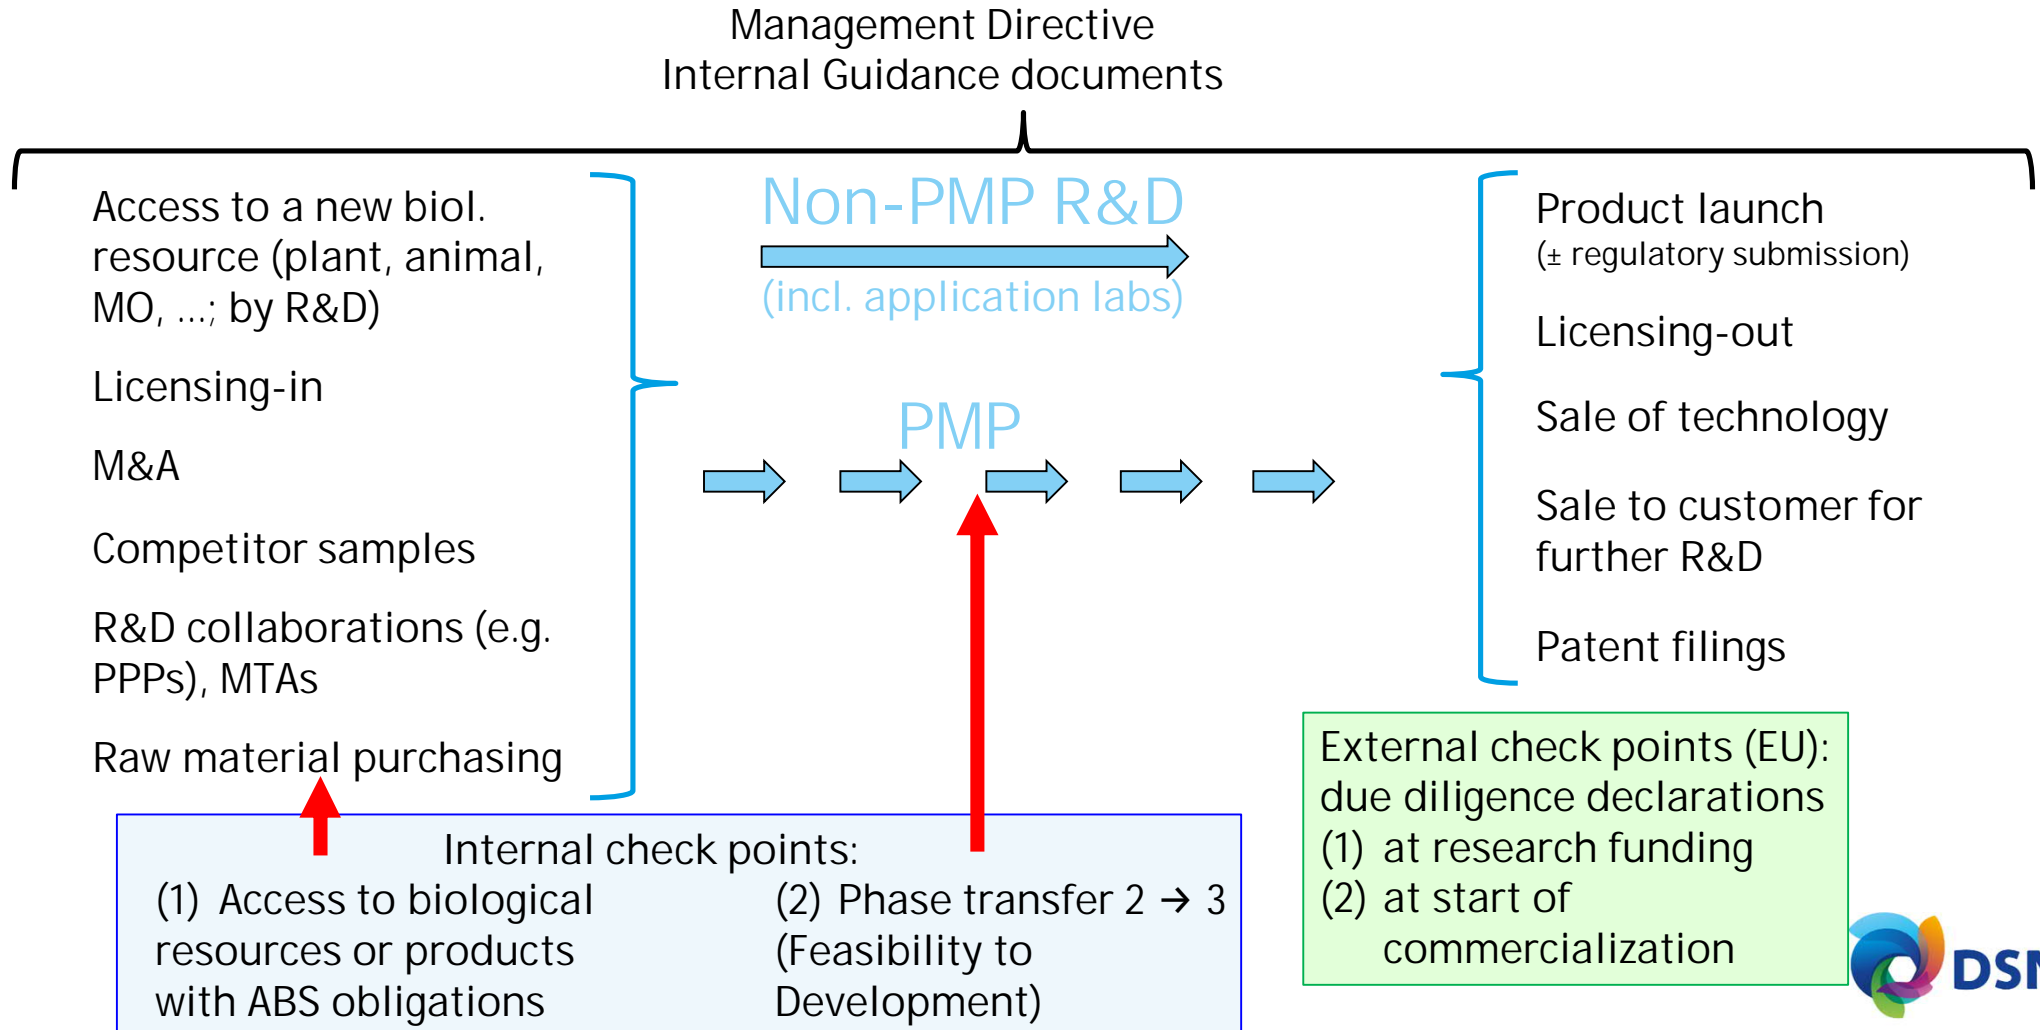 Management Directive
Internal Guidance documents
Access to a new biol.
resource (plant, animal,
MO, ...; by R&D)
Licensing-in
M&A
Competitor samples
R&D collaborations (e.g.
PPPs), MTAs
Raw material purchasing
Non-PMP R&D
(incl. application labs)
PMP
Product launch
(± regulatory submission)
Licensing-out
Sale of technology
Sale to customer for
further R&D
Patent filings
Internal check points:
(1) Access to biological
resources or products
with ABS obligations
(2) Phase transfer 2 → 3
(Feasibility to
Development)
External check points (EU):
due diligence declarations
(1) at research funding
(2) at start of
commercialization
DSM